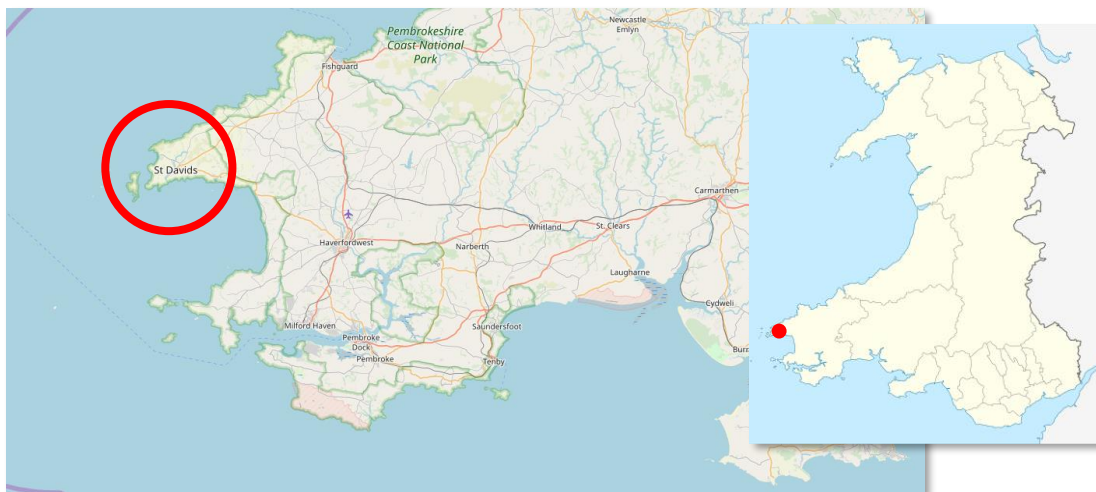 Newcastle
Emlyn
Pembrokeshire
Coast National
Park
Fishguard
St Davids
Carmarthen
Whitland
St. Clears
Haverfordwest
Narberth
Laugharne
Cydweli
Milford Haven
Saundersfoot
Pembroke
Dock
Pembroke
Tenby